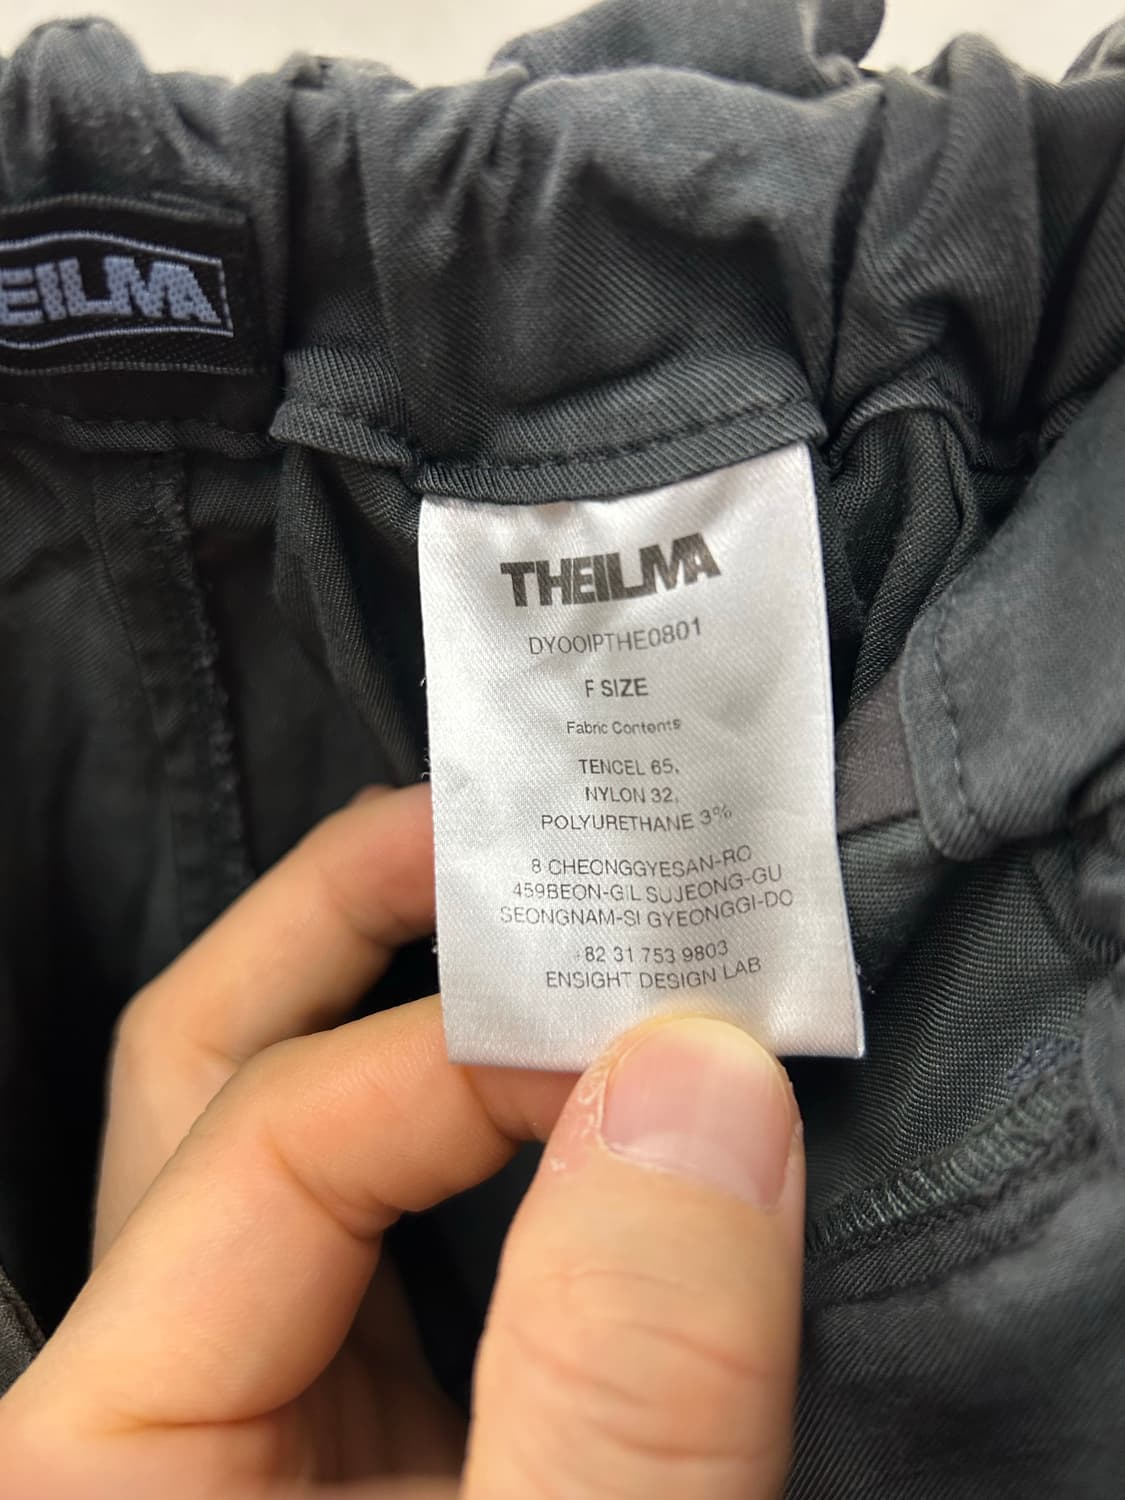 EILMA
THEILMA
DYOOIPTHE0801
F SIZE
Fabric Contents
TENCEL 65,
NYLON 32,
POLYURETHANE 3%
8 CHEONGGYESAN-RO
459BEON-GIL SUJEONG-GU
SEONGNAM-SI GYEONGGI-DO
+82 31 753 9803
ENSIGHT DESIGN LAB